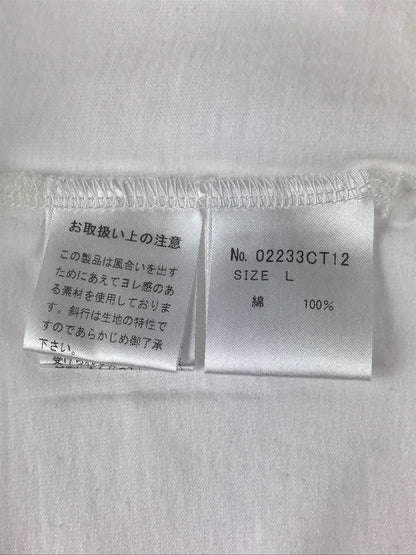 お取扱い上の注意
この製品は風合いを出す
ためにあえてヨレ感のあ
る素材を使用しておりま
す。斜行は生地の特性で
すのであらかじめ御了承
下さい。
No. 02233CT12
SIZE L
綿 100%